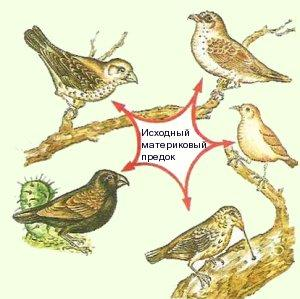 Исходный
материковый
предок